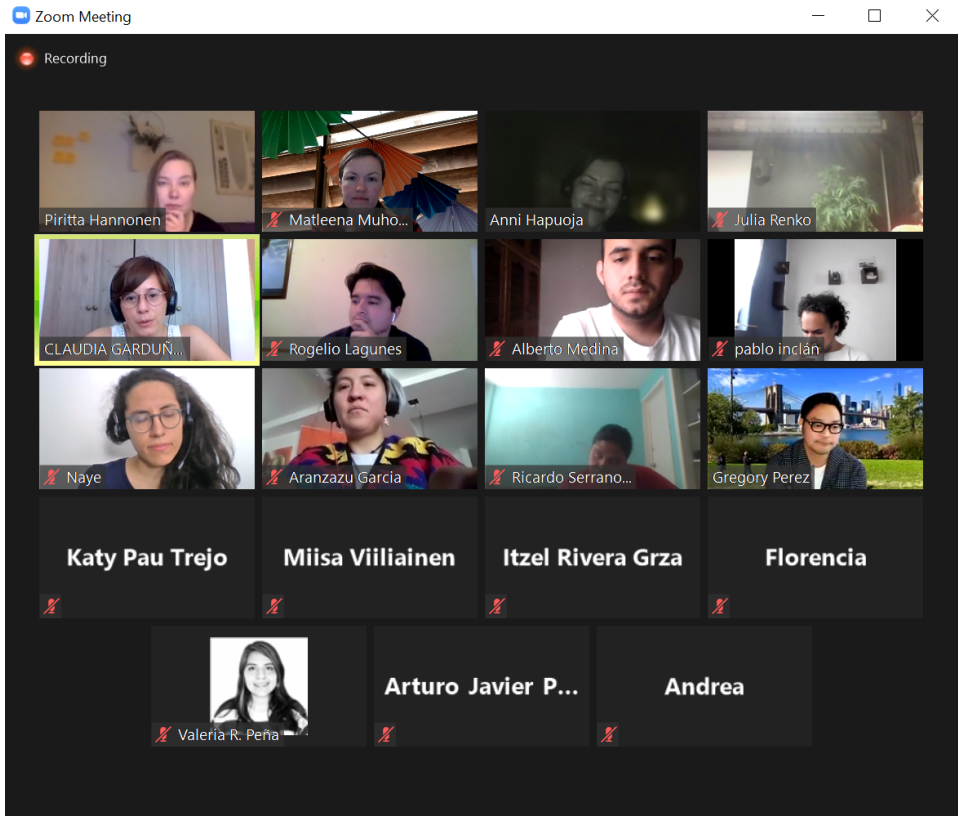 Zoom Meeting
Recording
Piritta Hannonen
Matleena Muho...
Anni Hapuoja
Julia Renko
CLAUDIA GARDUÑ...
Rogelio Lagunes
Alberto Medina
pablo inclán
Naye
Aranzazu Garcia
Ricardo Serrano...
Gregory Perez
Katy Pau Trejo
Miisa Viiliainen
Itzel Rivera Grza
Florencia
Valeria R. Peña
Arturo Javier P...
Andrea